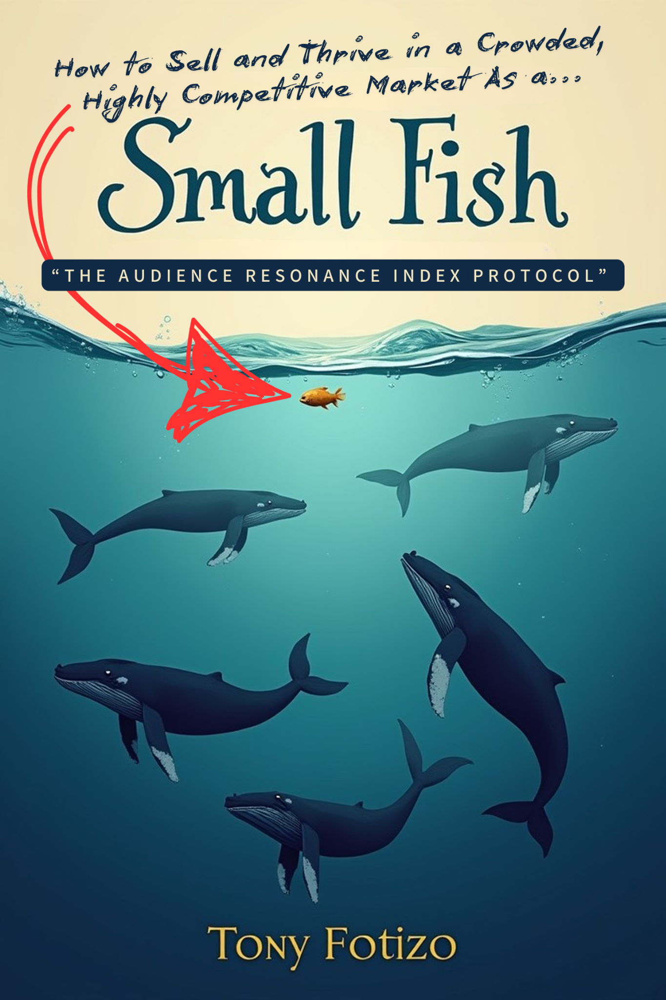 How to Sell and Thrive in a Crowded,
Highly Competitive Market As a...
Small Fish
“THE AUDIENCE RESONANCE INDEX PROTOCOL”
Tony Fotizo